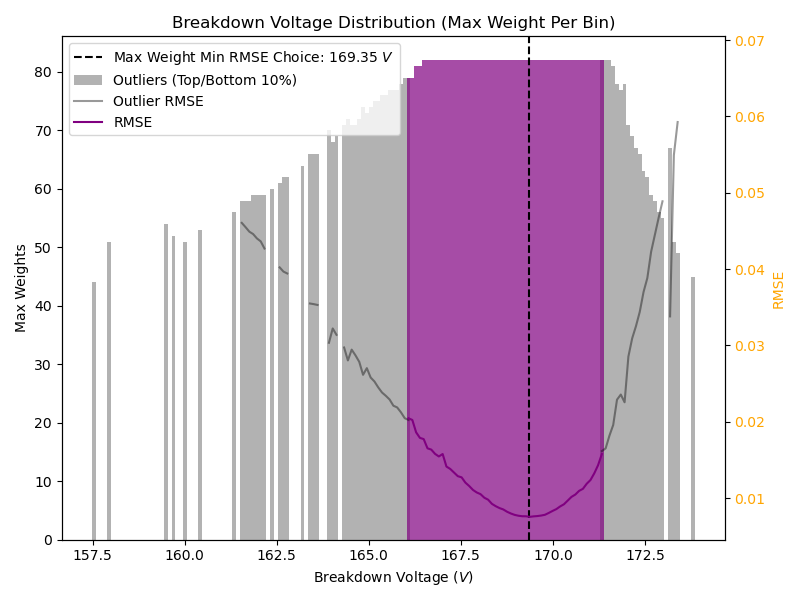 Breakdown Voltage Distribution (Max Weight Per Bin)
Max Weight Min RMSE Choice: 169.35 V
Outliers (Top/Bottom 10%)
Outlier RMSE
RMSE
Max Weights
80
70
60
50
40
30
20
10
0
0.07
0.06
0.05
0.04
0.03
0.02
0.01
RMSE
157.5 160.0 162.5 165.0 167.5 170.0 172.5
Breakdown Voltage (V)